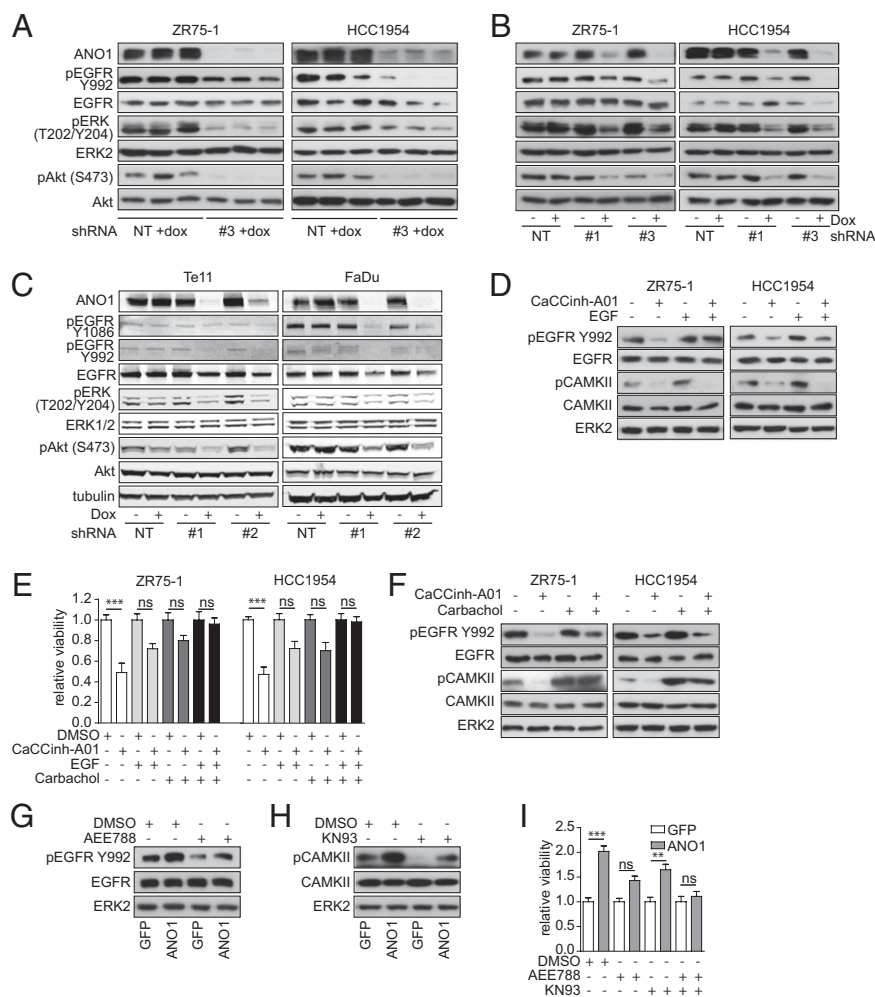 A
ZR75-1 HCC1954
ANO1
pEGFR Y992
EGFR
pERK (T202/Y204)
ERK2
pAkt (S473)
Akt
shRNA NT +dox #3 +dox NT +dox #3 +dox
B
ZR75-1 HCC1954
- + - + - + - + - + - + Dox
NT #1 #3 NT #1 #3 shRNA
C
Te11 FaDu
ANO1
pEGFR Y1086
pEGFR Y992
EGFR
pERK (T202/Y204)
ERK1/2
pAkt (S473)
Akt
tubulin
Dox - + - + - + - + - + - +
shRNA NT #1 #2 NT #1 #2
D
ZR75-1 HCC1954
CaCCinh-A01 - + - + - + - +
EGF - - + + - - + +
pEGFR Y992
EGFR
pCAMKII
CAMKII
ERK2
E
ZR75-1 HCC1954
*** ns ns ns *** ns ns ns
relative viability
1.2
1.0
0.8
0.6
0.4
0.2
0.0
DMSO + - + - + - + - + - + - + - + -
CaCCinh-A01 - + - + - + - + - + - + - + - +
EGF - - + + - - + + - - + + - - + +
Carbachol - - - - + + + + - - - - + + + +
F
ZR75-1 HCC1954
CaCCinh-A01 - + - + - + - +
Carbachol - - + + - - + +
pEGFR Y992
EGFR
pCAMKII
CAMKII
ERK2
G
DMSO + + - -
AEE788 - - + +
pEGFR Y992
EGFR
ERK2
GFP ANO1 GFP ANO1
H
DMSO + + - -
KN93 - - + +
pCAMKII
CAMKII
ERK2
GFP ANO1 GFP ANO1
I
GFP
ANO1
*** ns ** ns
relative viability
2.5
2.0
1.5
1.0
0.5
0.0
DMSO + + - - - - - -
AEE788 - - + + - - + +
KN93 - - - - + + + +